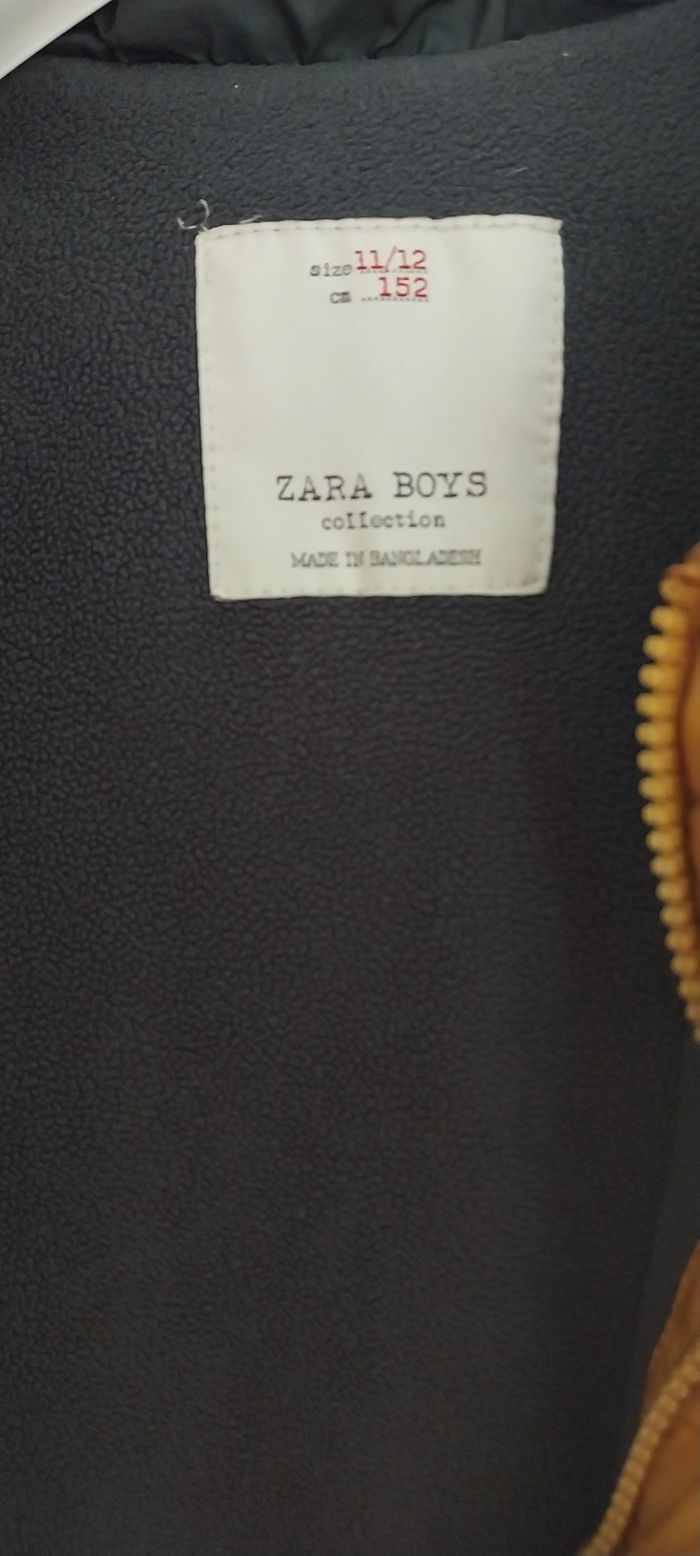 size 11/12
cm 152
ZARA BOYS
collection
MADE IN BANGLADESH